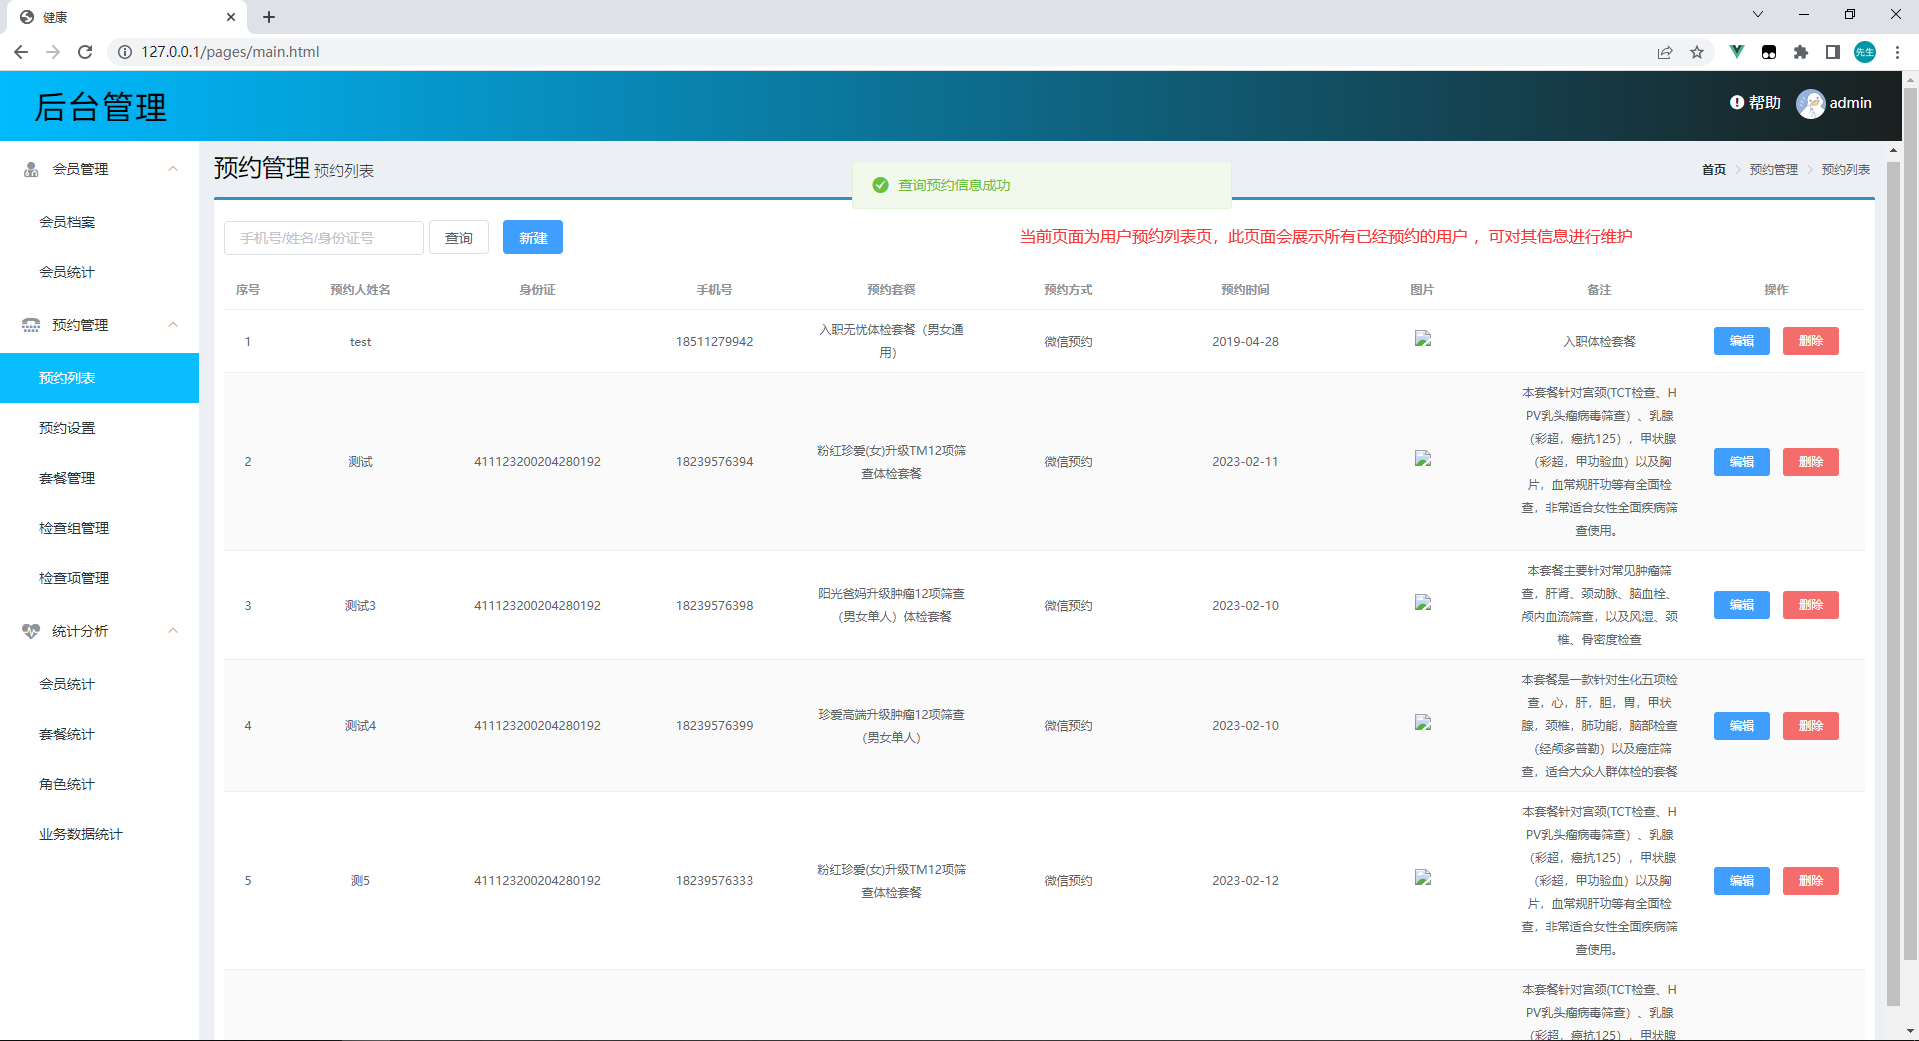 健康
127.0.0.1/pages/main.html
先生
后台管理
帮助 admin
会员管理
会员档案
会员统计
预约管理
预约列表
预约设置
套餐管理
检查组管理
检查项管理
统计分析
会员统计
套餐统计
角色统计
业务数据统计
预约管理 预约列表
首页 预约管理 预约列表
查询预约信息成功
手机号/姓名/身份证号 查询 新建
当前页面为用户预约列表页，此页面会展示所有已经预约的用户 ，可对其信息进行维护
序号 预约人姓名 身份证 手机号 预约套餐 预约方式 预约时间 图片 备注 操作
1 test 18511279942 入职无忧体检套餐（男女通
用） 微信预约 2019-04-28 入职体检套餐 编辑 删除
2 测试 411123200204280192 18239576394 粉红珍爱(女)升级TM12项筛
查体检套餐 微信预约 2023-02-11 本套餐针对宫颈(TCT检查、H
PV乳头瘤病毒筛查）、乳腺
（彩超，癌抗125），甲状腺
（彩超，甲功验血）以及胸
片，血常规肝功等有全面检
查，非常适合女性全面疾病筛
查使用。 编辑 删除
3 测试3 411123200204280192 18239576398 阳光爸妈升级肿瘤12项筛查
（男女单人）体检套餐 微信预约 2023-02-10 本套餐主要针对常见肿瘤筛
查，肝肾、颈动脉、脑血栓、
颅内血流筛查，以及风湿、颈
椎、骨密度检查 编辑 删除
4 测试4 411123200204280192 18239576399 珍爱高端升级肿瘤12项筛查
（男女单人） 微信预约 2023-02-10 本套餐是一款针对生化五项检
查，心，肝，胆，胃，甲状
腺，颈椎，肺功能，脑部检查
（经颅多普勒）以及癌症筛
查，适合大众人群体检的套餐 编辑 删除
5 测5 411123200204280192 18239576333 粉红珍爱(女)升级TM12项筛
查体检套餐 微信预约 2023-02-12 本套餐针对宫颈(TCT检查、H
PV乳头瘤病毒筛查）、乳腺
（彩超，癌抗125），甲状腺
（彩超，甲功验血）以及胸
片，血常规肝功等有全面检
查，非常适合女性全面疾病筛
查使用。 编辑 删除
本套餐针对宫颈(TCT检查、H
PV乳头瘤病毒筛查）、乳腺
（彩超，癌抗125），甲状腺